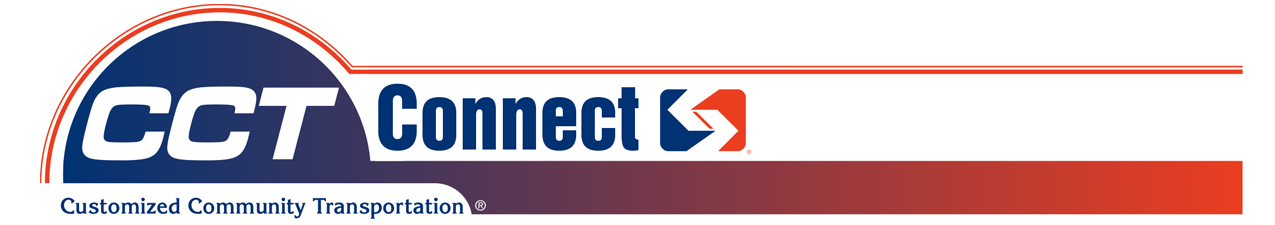 CCT Connect ®
Customized Community Transportation ®